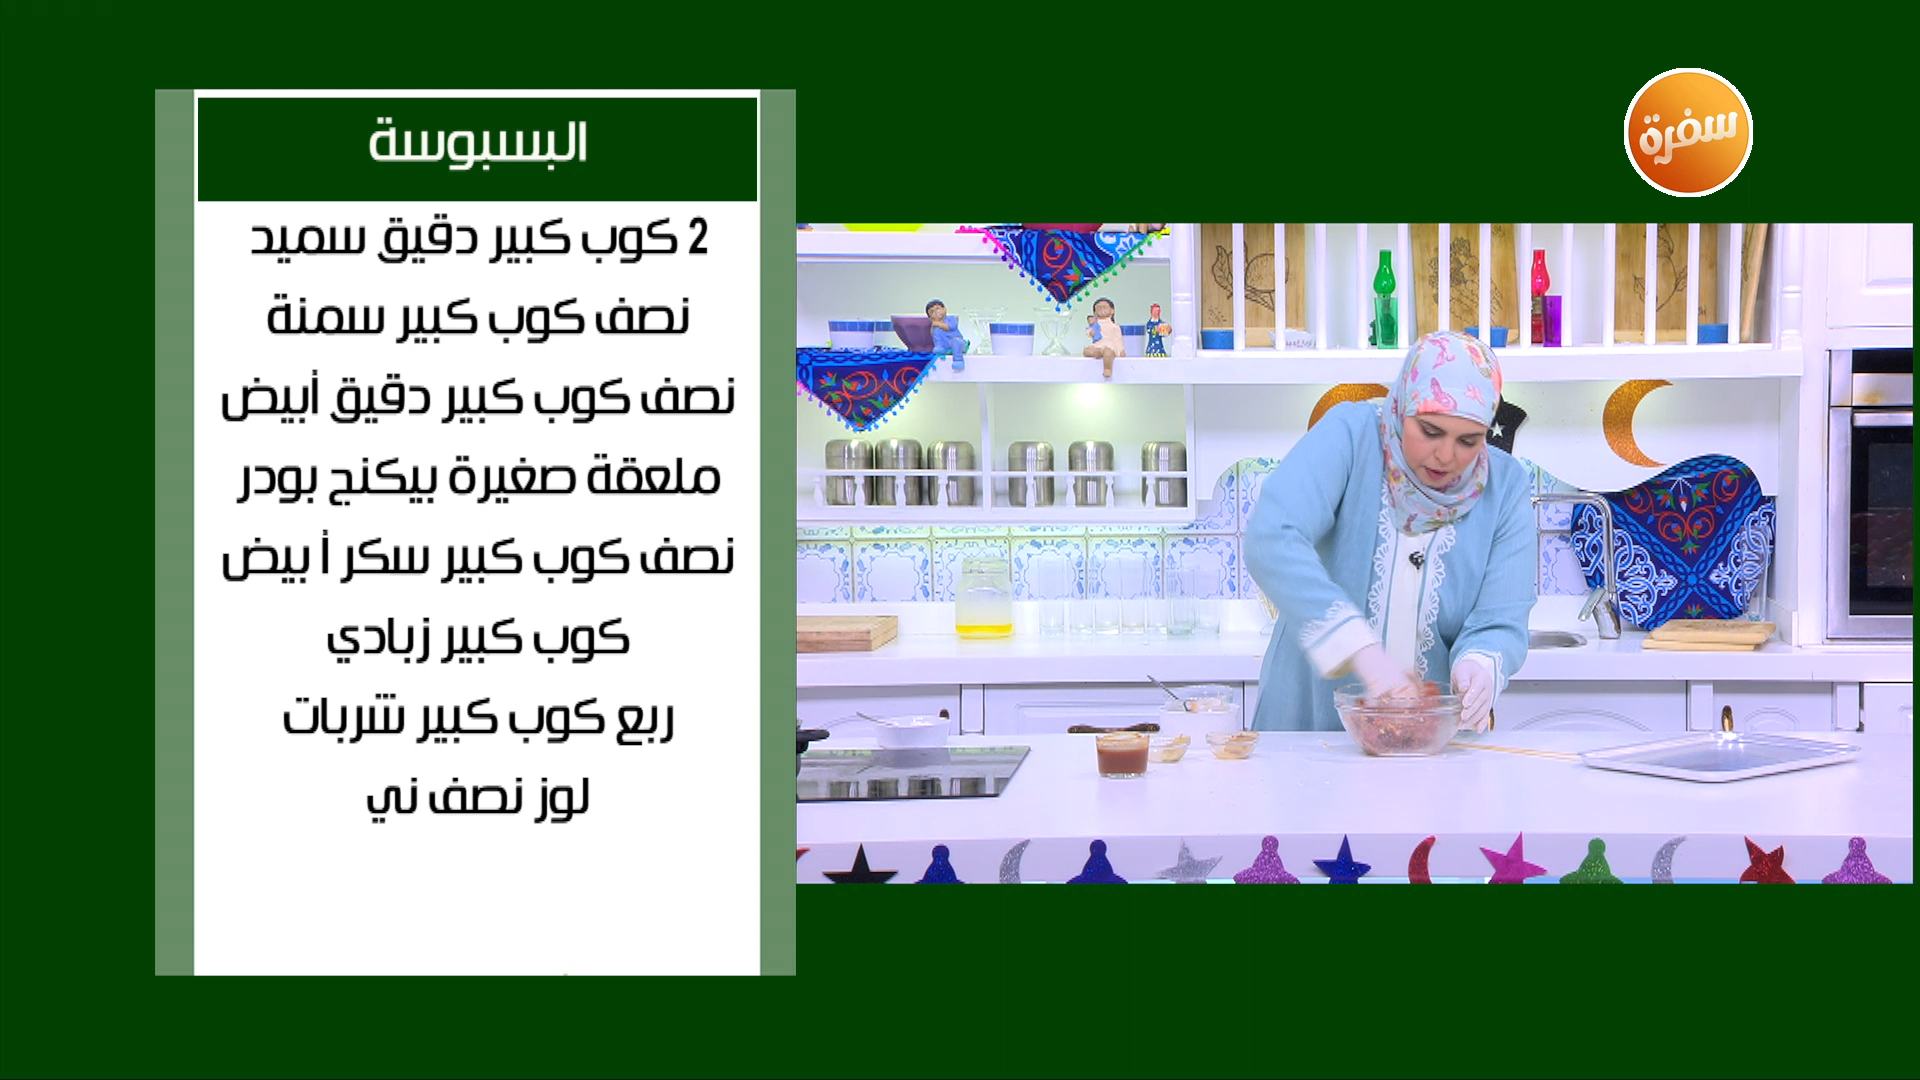 سفرة
البسبوسة
2 كوب كبير دقيق سميد
نصف كوب كبير سمنة
نصف كوب كبير دقيق أبيض
ملعقة صغيرة بيكنج بودر
نصف كوب كبير سكر أ بيض
كوب كبير زبادي
ربع كوب كبير شربات
لوز نصف ني